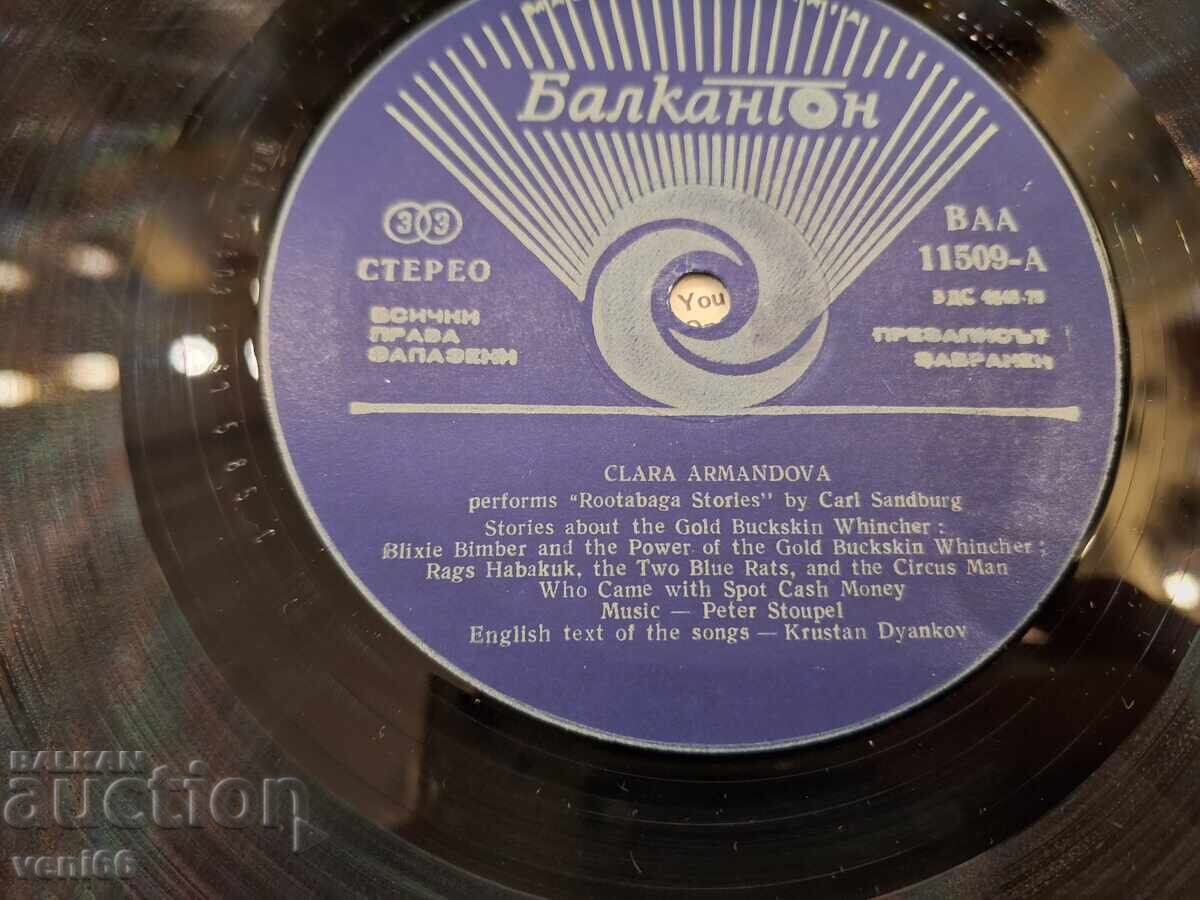 Балкантон
33
СТЕРЕО
ВСИЧКИ
ПРАВА
ЗАПАЗЕНИ
ВАА
11509-А
ПРЕЗАПИСЪТ
ЗАБРАНЕН
You
CLARA ARMANDOVA
performs "Rootabaga Stories" by Carl Sandburg
Stories about the Gold Buckskin Whincher :
Blixie Bimber and the Power of the Gold Buckskin Whincher ;
Rags Habakuk, the Two Blue Rats, and the Circus Man
Who Came with Spot Cash Money
Music — Peter Stoupel
English text of the songs — Krustan Dyankov
BALKAN
auction
veni66